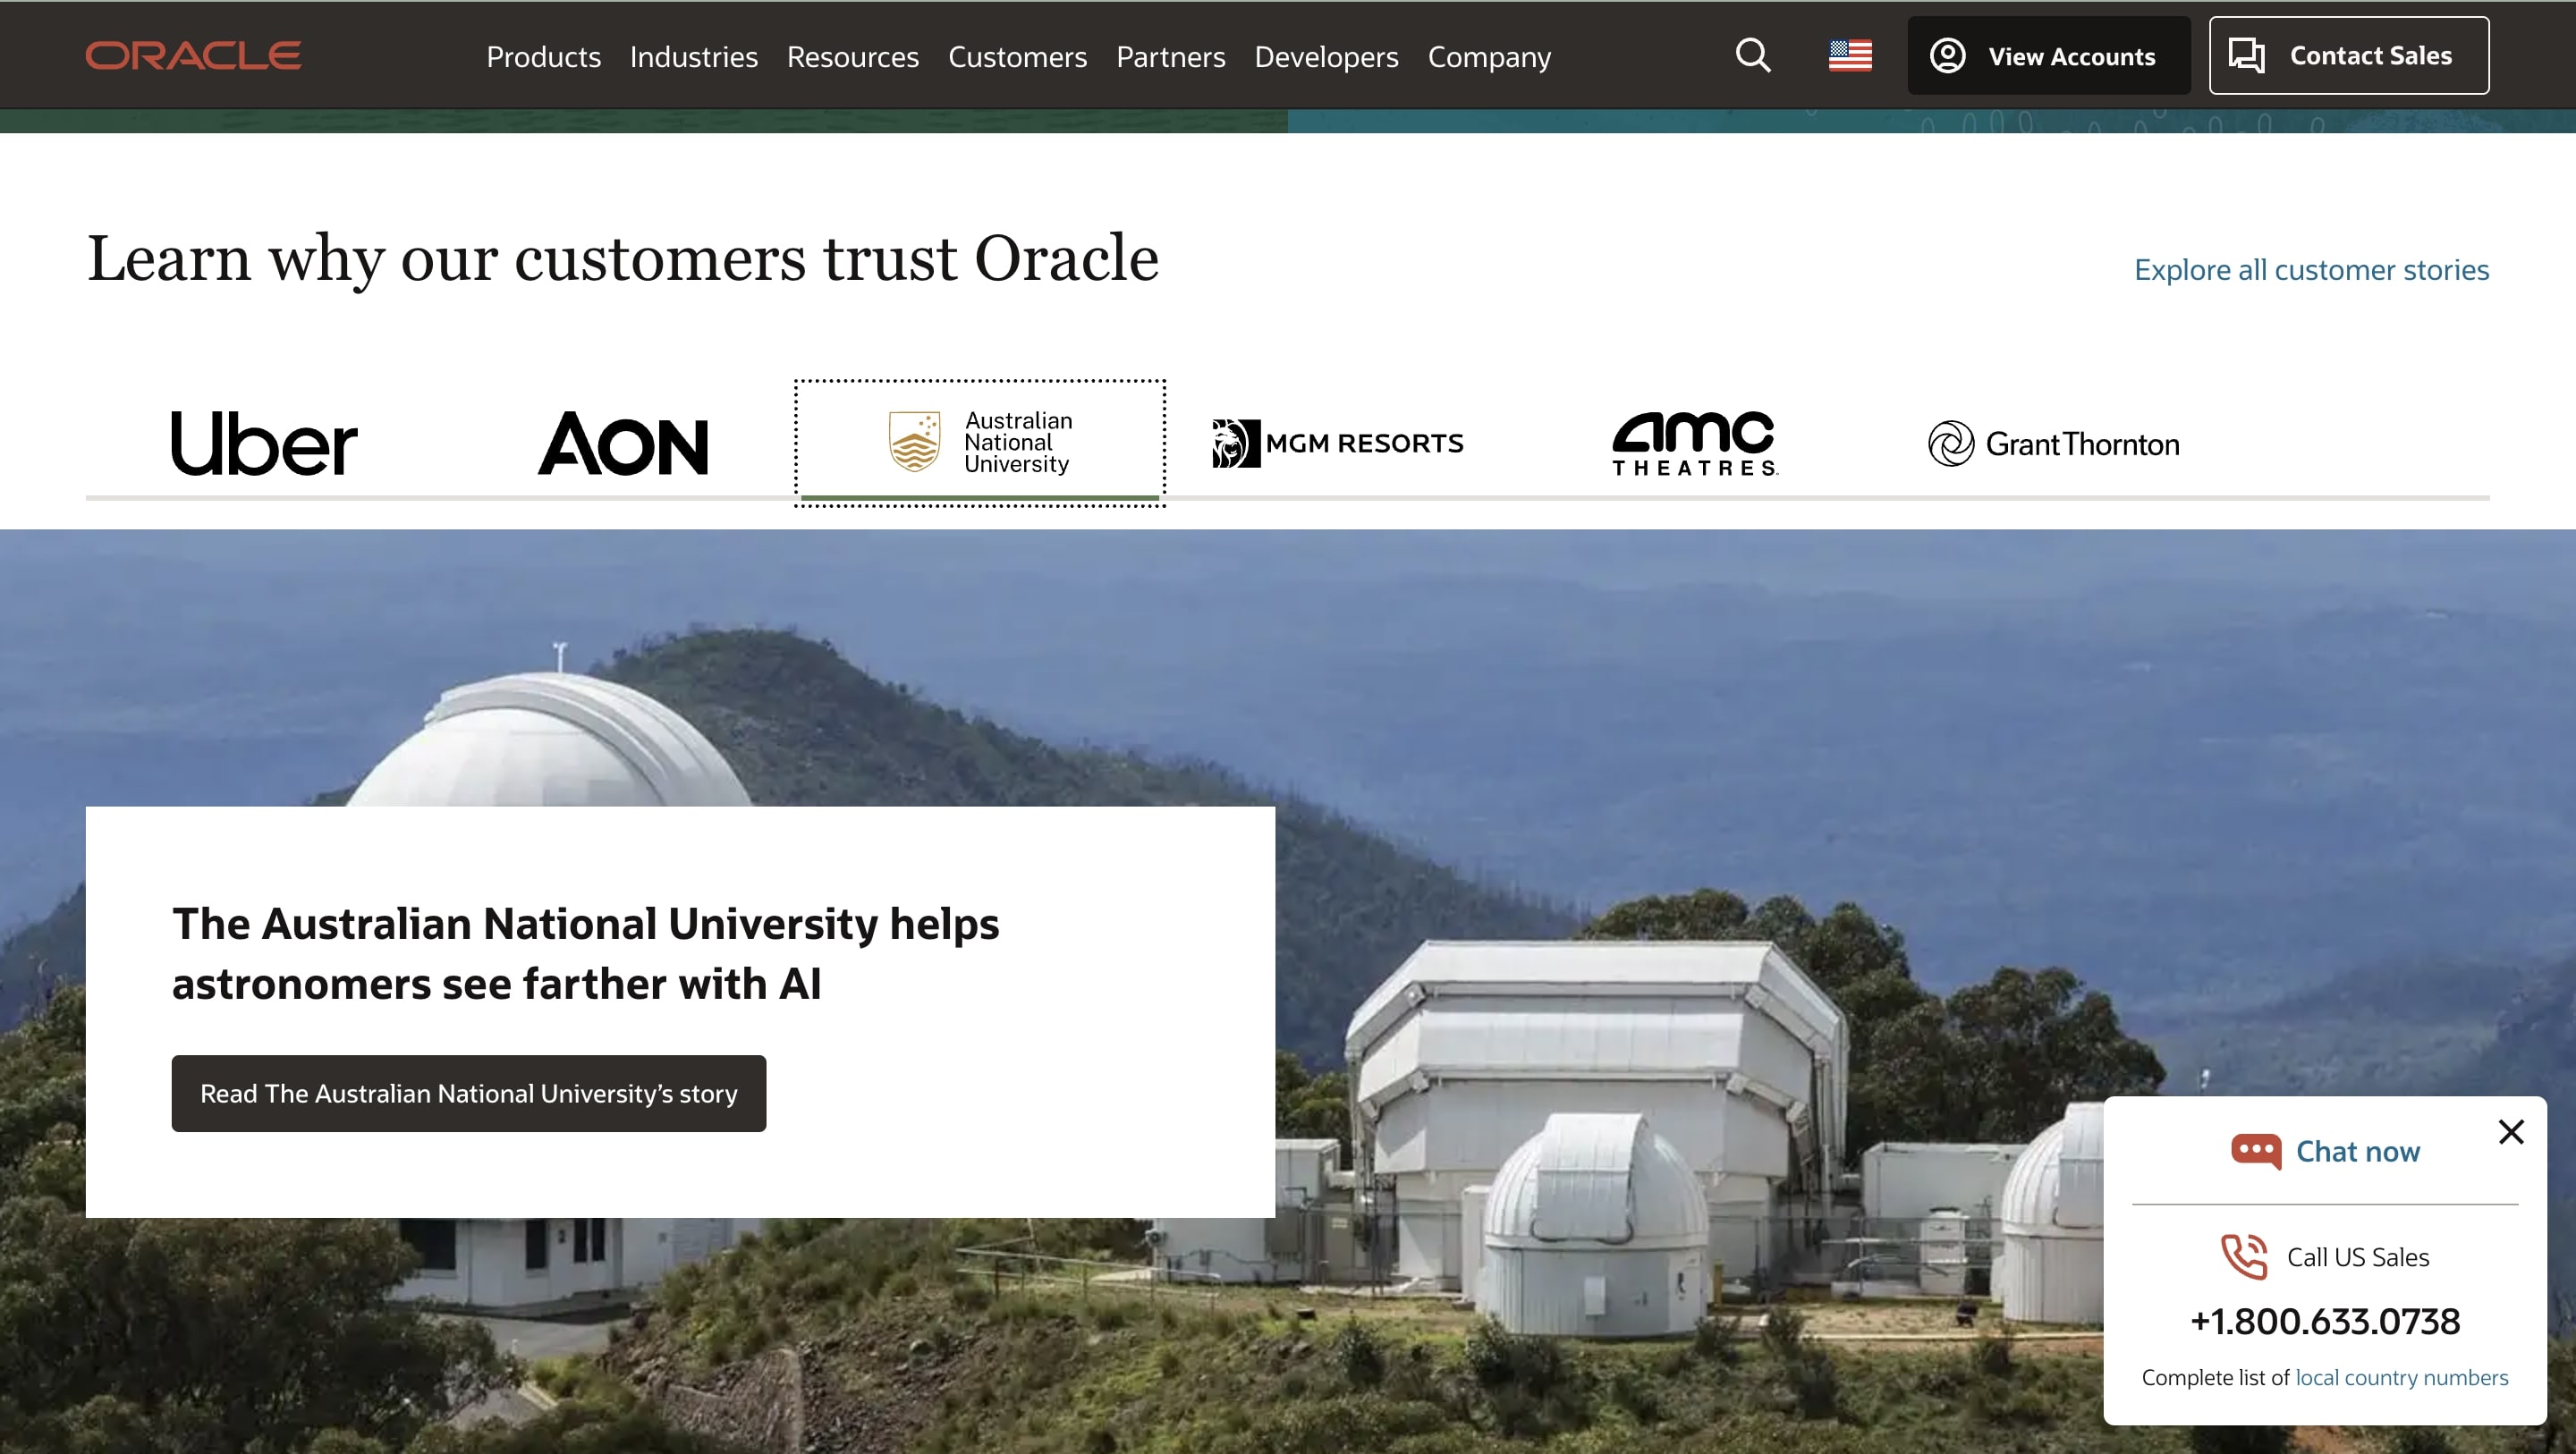 ORACLE
Products Industries Resources Customers Partners Developers Company
View Accounts
Contact Sales
Learn why our customers trust Oracle
Explore all customer stories
Uber
AON
Australian
National
University
MGM RESORTS
amc
THEATRES.
GrantThornton
The Australian National University helps
astronomers see farther with AI
Read The Australian National University’s story
Chat now
Call US Sales
+1.800.633.0738
Complete list of local country numbers